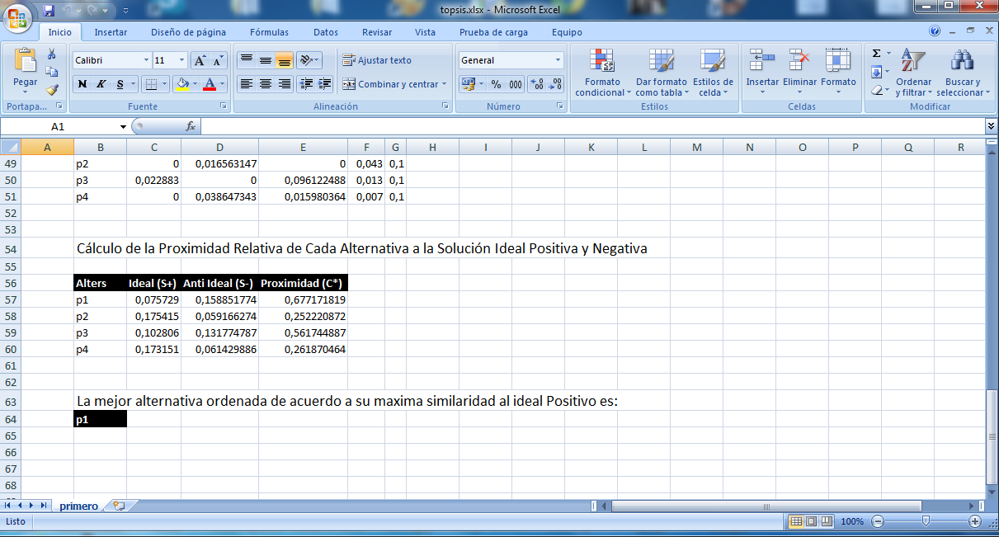 topsis.xlsx - Microsoft Excel
Inicio Insertar Diseño de página Fórmulas Datos Revisar Vista Prueba de carga Equipo
Pegar
Portapa...
Calibri 11
N K S
Fuente
Ajustar texto
Combinar y centrar
Alineación
General
% 000
Número
Formato condicional
Dar formato como tabla
Estilos de celda
Estilos
Insertar Eliminar Formato
Celdas
Σ
Ordenar y filtrar
Buscar y seleccionar
Modificar
A1 fx
A B C D E F G H I J K L M N O P Q R
49 p2 0 0,016563147 0 0,043 0,1
50 p3 0,022883 0 0,096122488 0,013 0,1
51 p4 0 0,038647343 0,015980364 0,007 0,1
52
53
54 Cálculo de la Proximidad Relativa de Cada Alternativa a la Solución Ideal Positiva y Negativa
55
56 Alters Ideal (S+) Anti Ideal (S-) Proximidad (C*)
57 p1 0,075729 0,158851774 0,677171819
58 p2 0,175415 0,059166274 0,252220872
59 p3 0,102806 0,131774787 0,561744887
60 p4 0,173151 0,061429886 0,261870464
61
62
63 La mejor alternativa ordenada de acuerdo a su maxima similaridad al ideal Positivo es:
64 p1
65
66
67
68
primero
Listo 100%